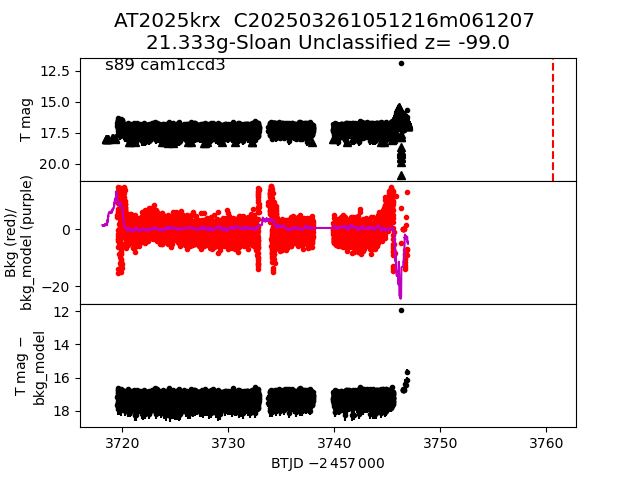 AT2025krx  C202503261051216m061207
21.333g-Sloan Unclassified z= -99.0
s89 cam1ccd3
12.5
15.0
17.5
20.0
T mag
0
−20
Bkg (red)/
bkg_model (purple)
12
14
16
18
T mag −
bkg_model
3720 3730 3740 3750 3760
BTJD −2 457 000